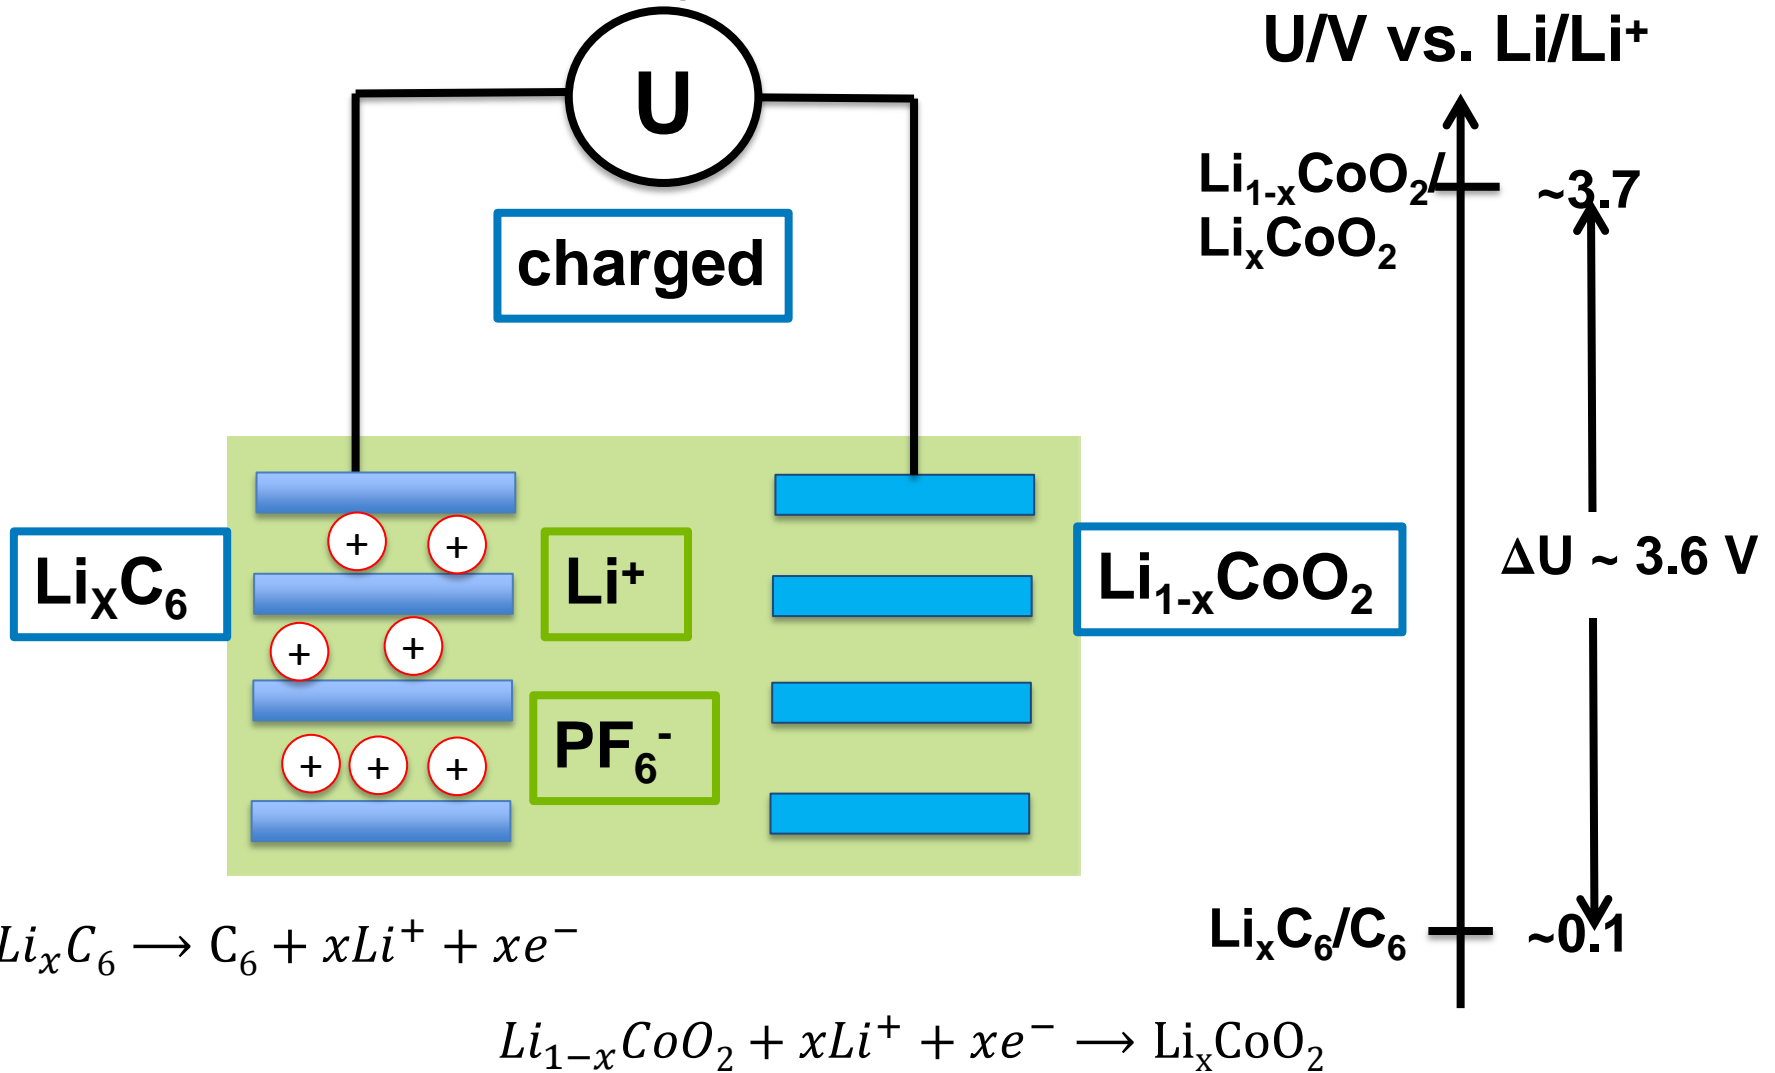 U
U/V vs. Li/Li⁺
charged
Li₁₋ₓCoO₂/
LiₓCoO₂
~3.7
LiₓC₆
Li⁺
PF₆⁻
Li₁₋ₓCoO₂
ΔU ~ 3.6 V
+ +
+ +
+ + +
LiₓC₆/C₆
~0.1
LiₓC₆ ⟶ C₆ + xLi⁺ + xe⁻
Li₁₋ₓCoO₂ + xLi⁺ + xe⁻ ⟶ LiₓCoO₂